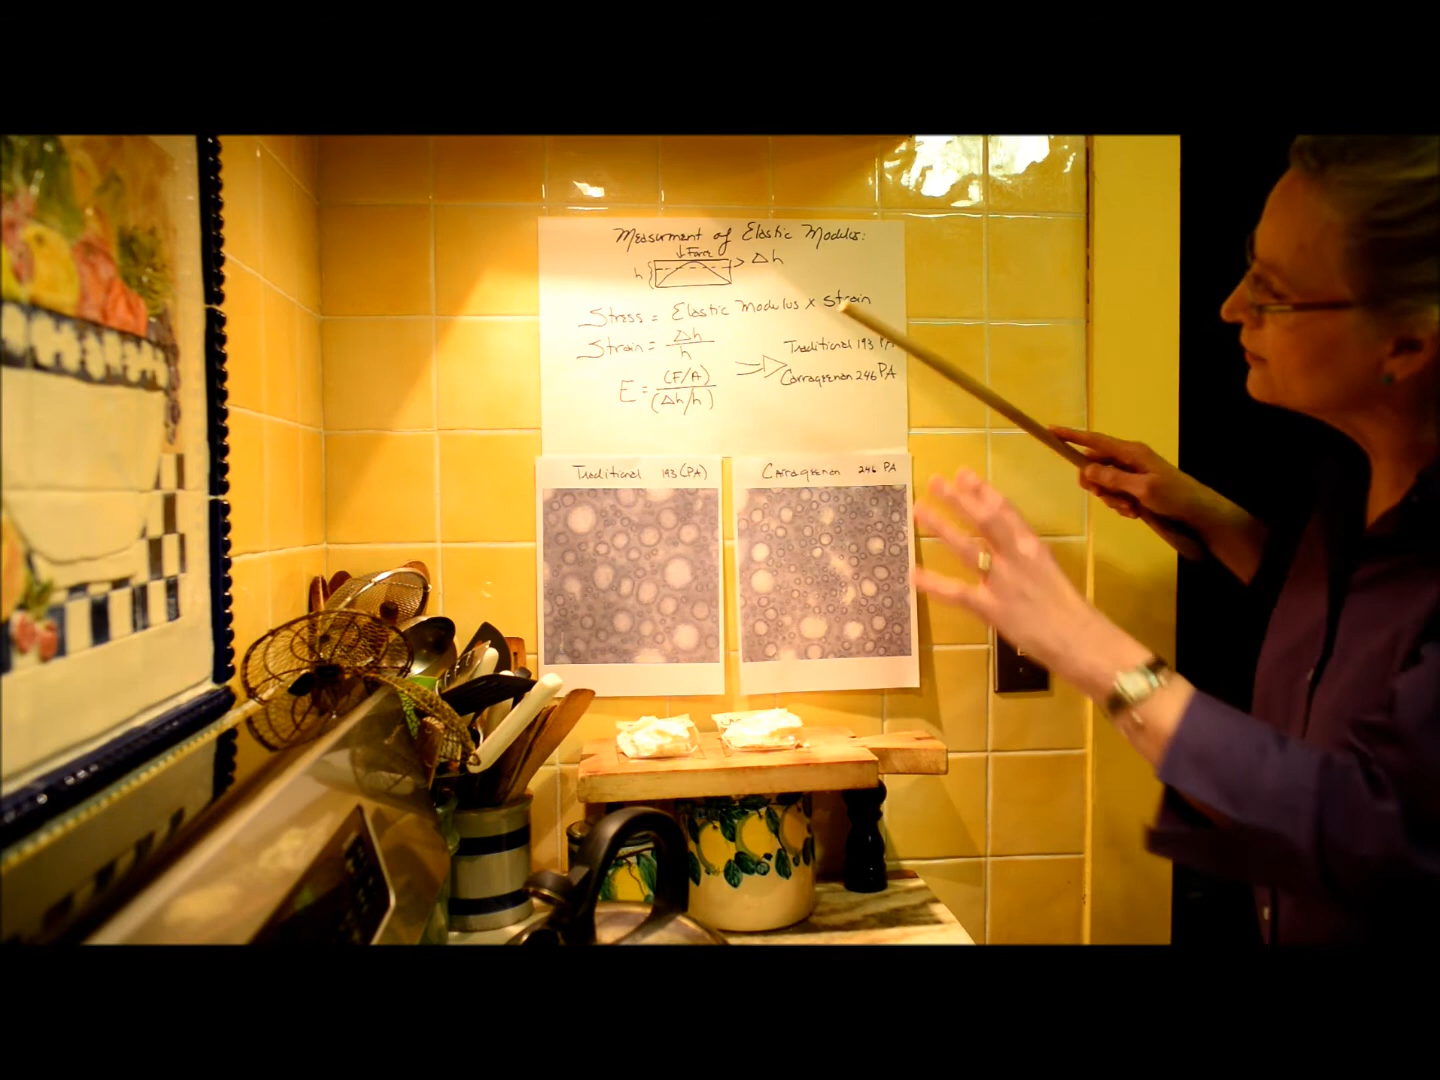 Measurment of Elastic Modulus:
↓Force
h Δh
Stress = Elastic Modulus x Strain
Strain = Δh/h
Traditional 193 PA
Carrageenan 246 PA
E = (F/A)/(Δh/h)
Traditional 193 (PA)
Carrageenan 246 PA